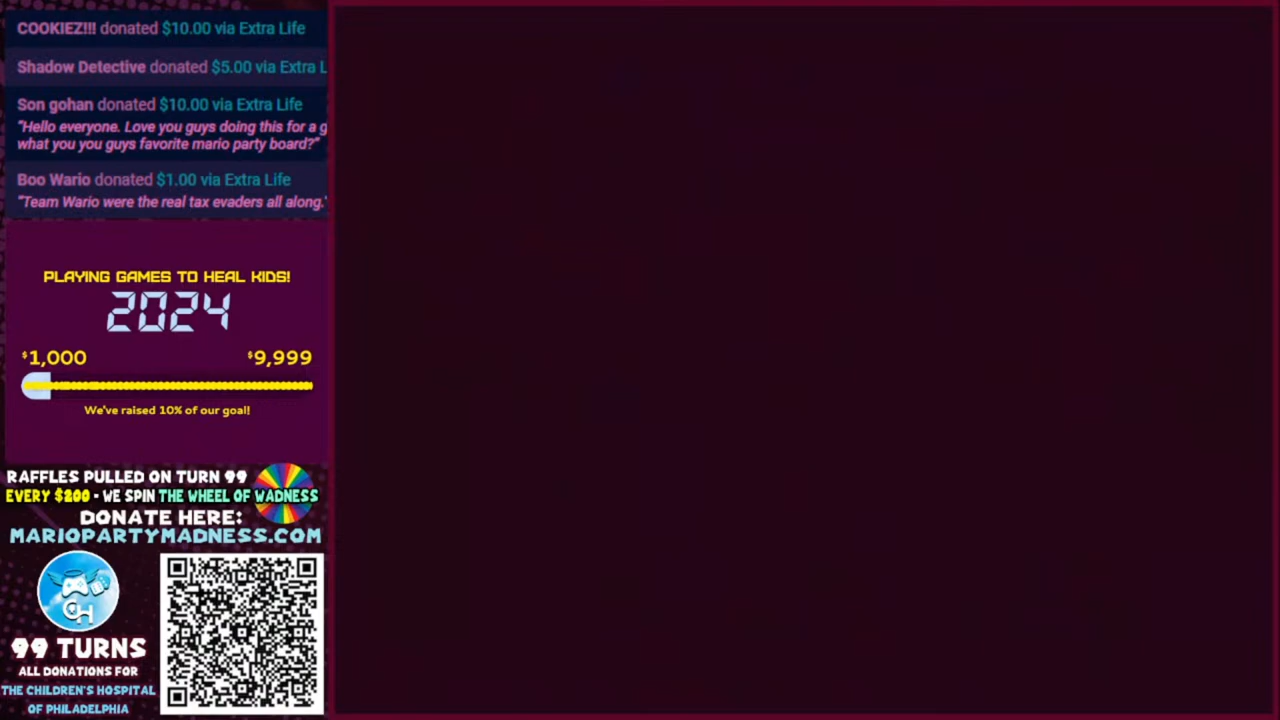 COOKIEZ!!! donated $10.00 via Extra Life
Shadow Detective donated $5.00 via Extra L
Son gohan donated $10.00 via Extra Life
"Hello everyone. Love you guys doing this for a g
what you you guys favorite mario party board?"
Boo Wario donated $1.00 via Extra Life
"Team Wario were the real tax evaders all along.
PLAYING GAMES TO HEAL KIDS!
2024
$1,000 $9,999
We've raised 10% of our goal!
RAFFLES PULLED ON TURN 99
EVERY $200 - WE SPIN THE WHEEL OF WADNESS
DONATE HERE:
MARIOPARTYMADNESS.COM
GH
99 TURNS
ALL DONATIONS FOR
THE CHILDREN'S HOSPITAL
OF PHILADELPHIA